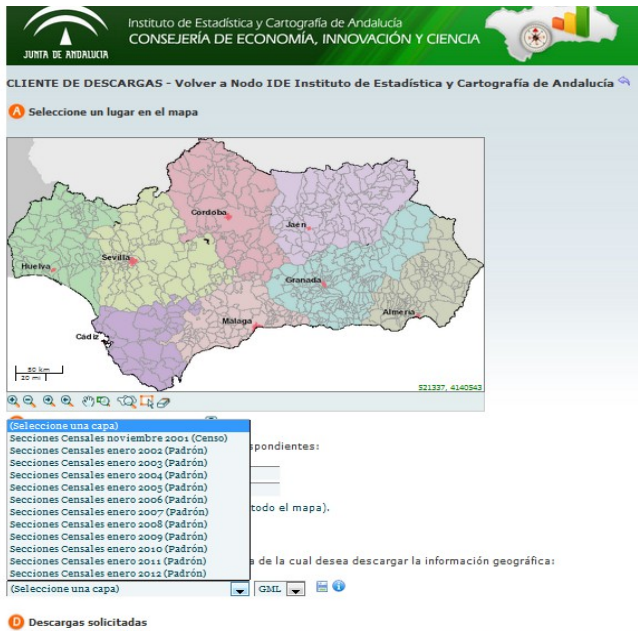 Instituto de Estadística y Cartografía de Andalucía
CONSEJERÍA DE ECONOMÍA, INNOVACIÓN Y CIENCIA
JUNTA DE ANDALUCIA
CLIENTE DE DESCARGAS - Volver a Nodo IDE Instituto de Estadística y Cartografía de Andalucía
A Seleccione un lugar en el mapa
Córdoba
Jaen
Sevilla
Huelva
Granada
Almería
Málaga
Cádiz
50 km
20 mi
521337, 4140543
(Seleccione una capa)
Secciones Censales noviembre 2001 (Censo)
spondientes:
Secciones Censales enero 2002 (Padrón)
Secciones Censales enero 2003 (Padrón)
Secciones Censales enero 2004 (Padrón)
Secciones Censales enero 2005 (Padrón)
Secciones Censales enero 2006 (Padrón)
Secciones Censales enero 2007 (Padrón)
todo el mapa).
Secciones Censales enero 2008 (Padrón)
Secciones Censales enero 2009 (Padrón)
Secciones Censales enero 2010 (Padrón)
Secciones Censales enero 2011 (Padrón)
a de la cual desea descargar la información geográfica:
Secciones Censales enero 2012 (Padrón)
(Seleccione una capa)
GML
D Descargas solicitadas